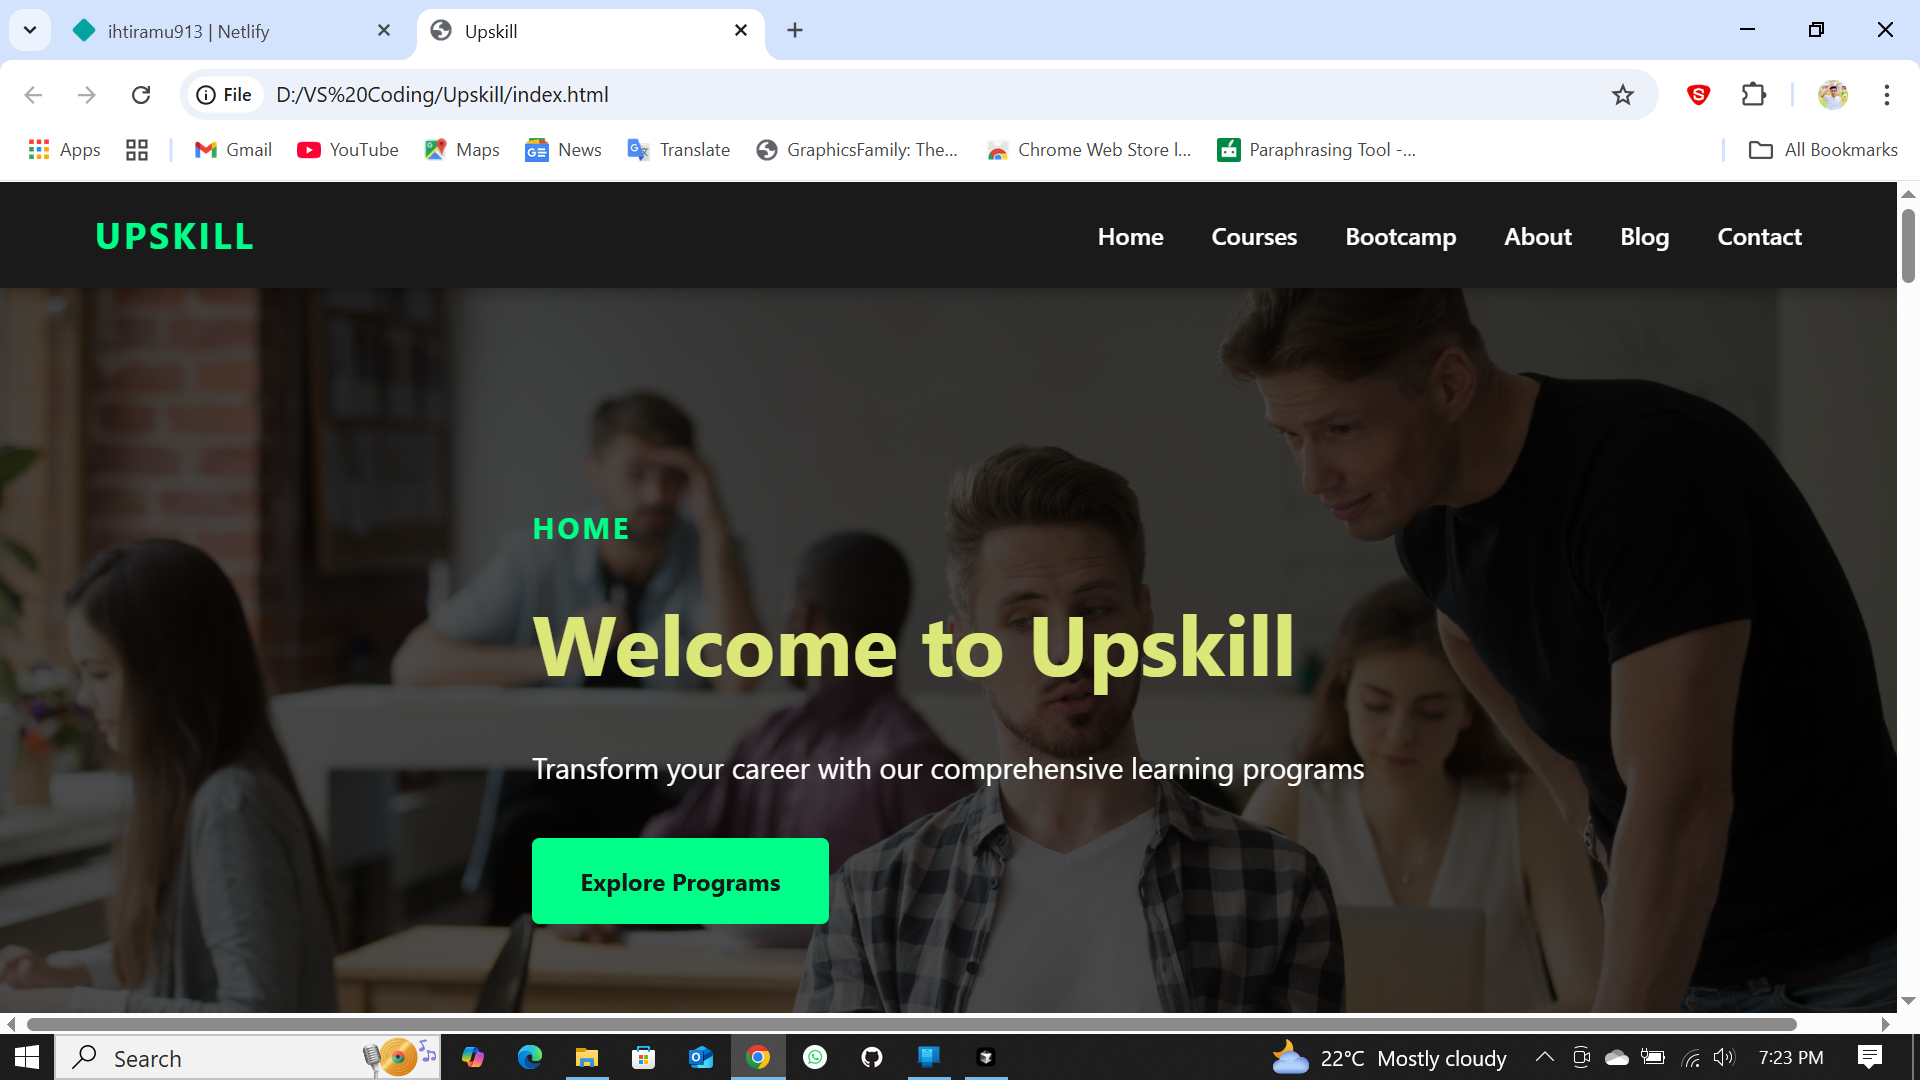 ihtiramu913 | Netlify
Upskill
File
D:/VS%20Coding/Upskill/index.html
Apps
Gmail
YouTube
Maps
News
Translate
GraphicsFamily: The...
Chrome Web Store l...
Paraphrasing Tool -...
All Bookmarks
UPSKILL
Home
Courses
Bootcamp
About
Blog
Contact
HOME
Welcome to Upskill
Transform your career with our comprehensive learning programs
Explore Programs
Search
22°C Mostly cloudy
7:23 PM